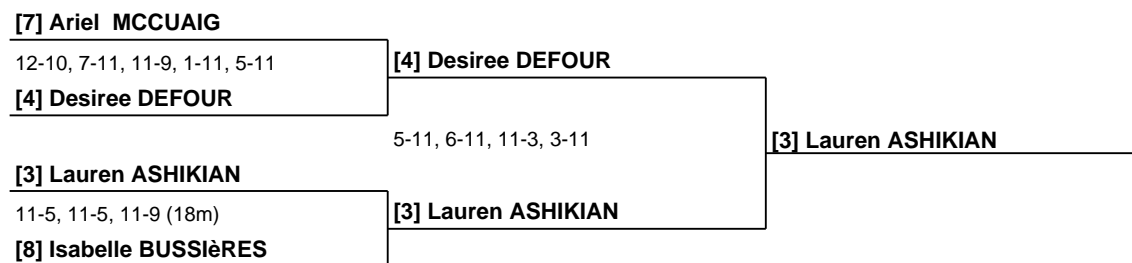 [7] Ariel  MCCUAIG
12-10, 7-11, 11-9, 1-11, 5-11
[4] Desiree DEFOUR
[4] Desiree DEFOUR
5-11, 6-11, 11-3, 3-11
[3] Lauren ASHIKIAN
[3] Lauren ASHIKIAN
11-5, 11-5, 11-9 (18m)
[3] Lauren ASHIKIAN
[8] Isabelle BUSSIèRES